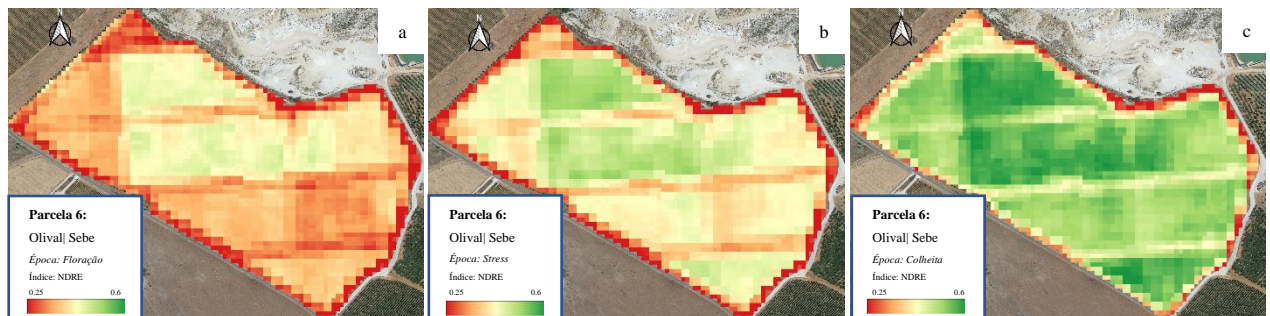 a
Parcela 6:
Olival| Sebe
Época: Floração
Índice: NDRE
0.25 0.6
b
Parcela 6:
Olival| Sebe
Época: Stress
Índice: NDRE
0.25 0.6
c
Parcela 6:
Olival| Sebe
Época: Colheita
Índice: NDRE
0.25 0.6